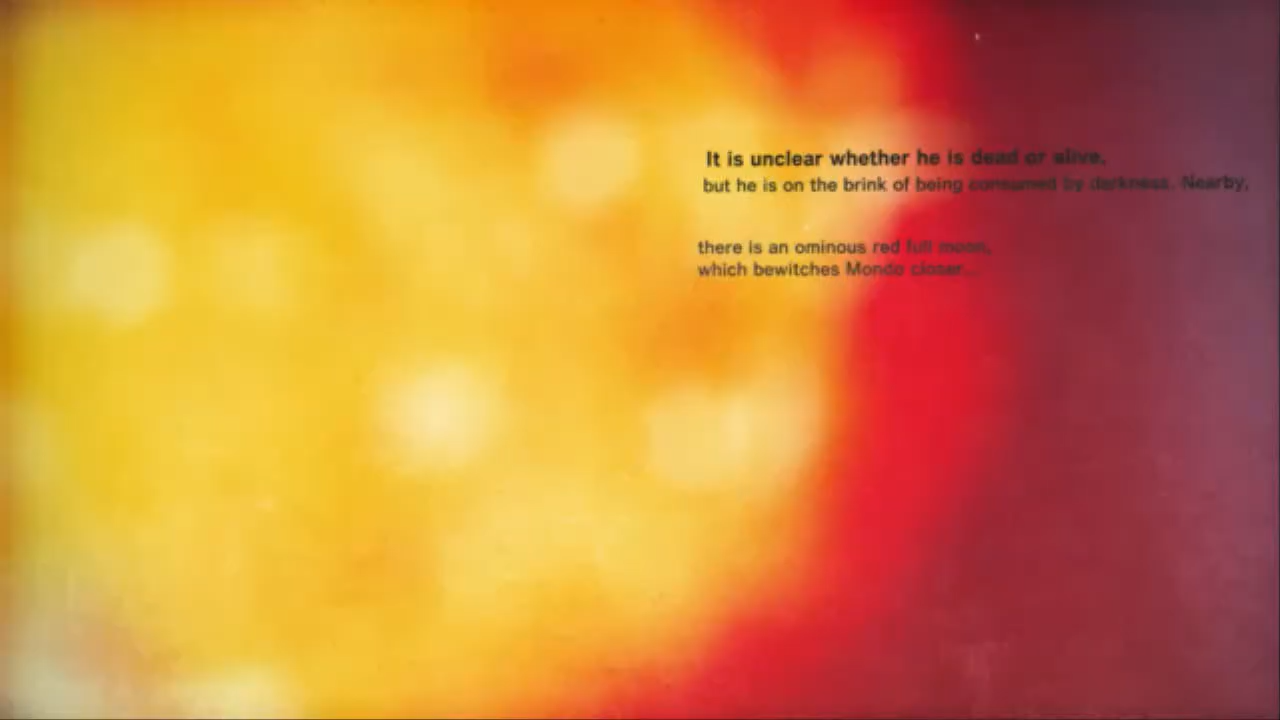 It is unclear whether he is dead or alive,
but he is on the brink of being consumed by darkness. Nearby,
there is an ominous red full moon,
which bewitches Mondo closer...